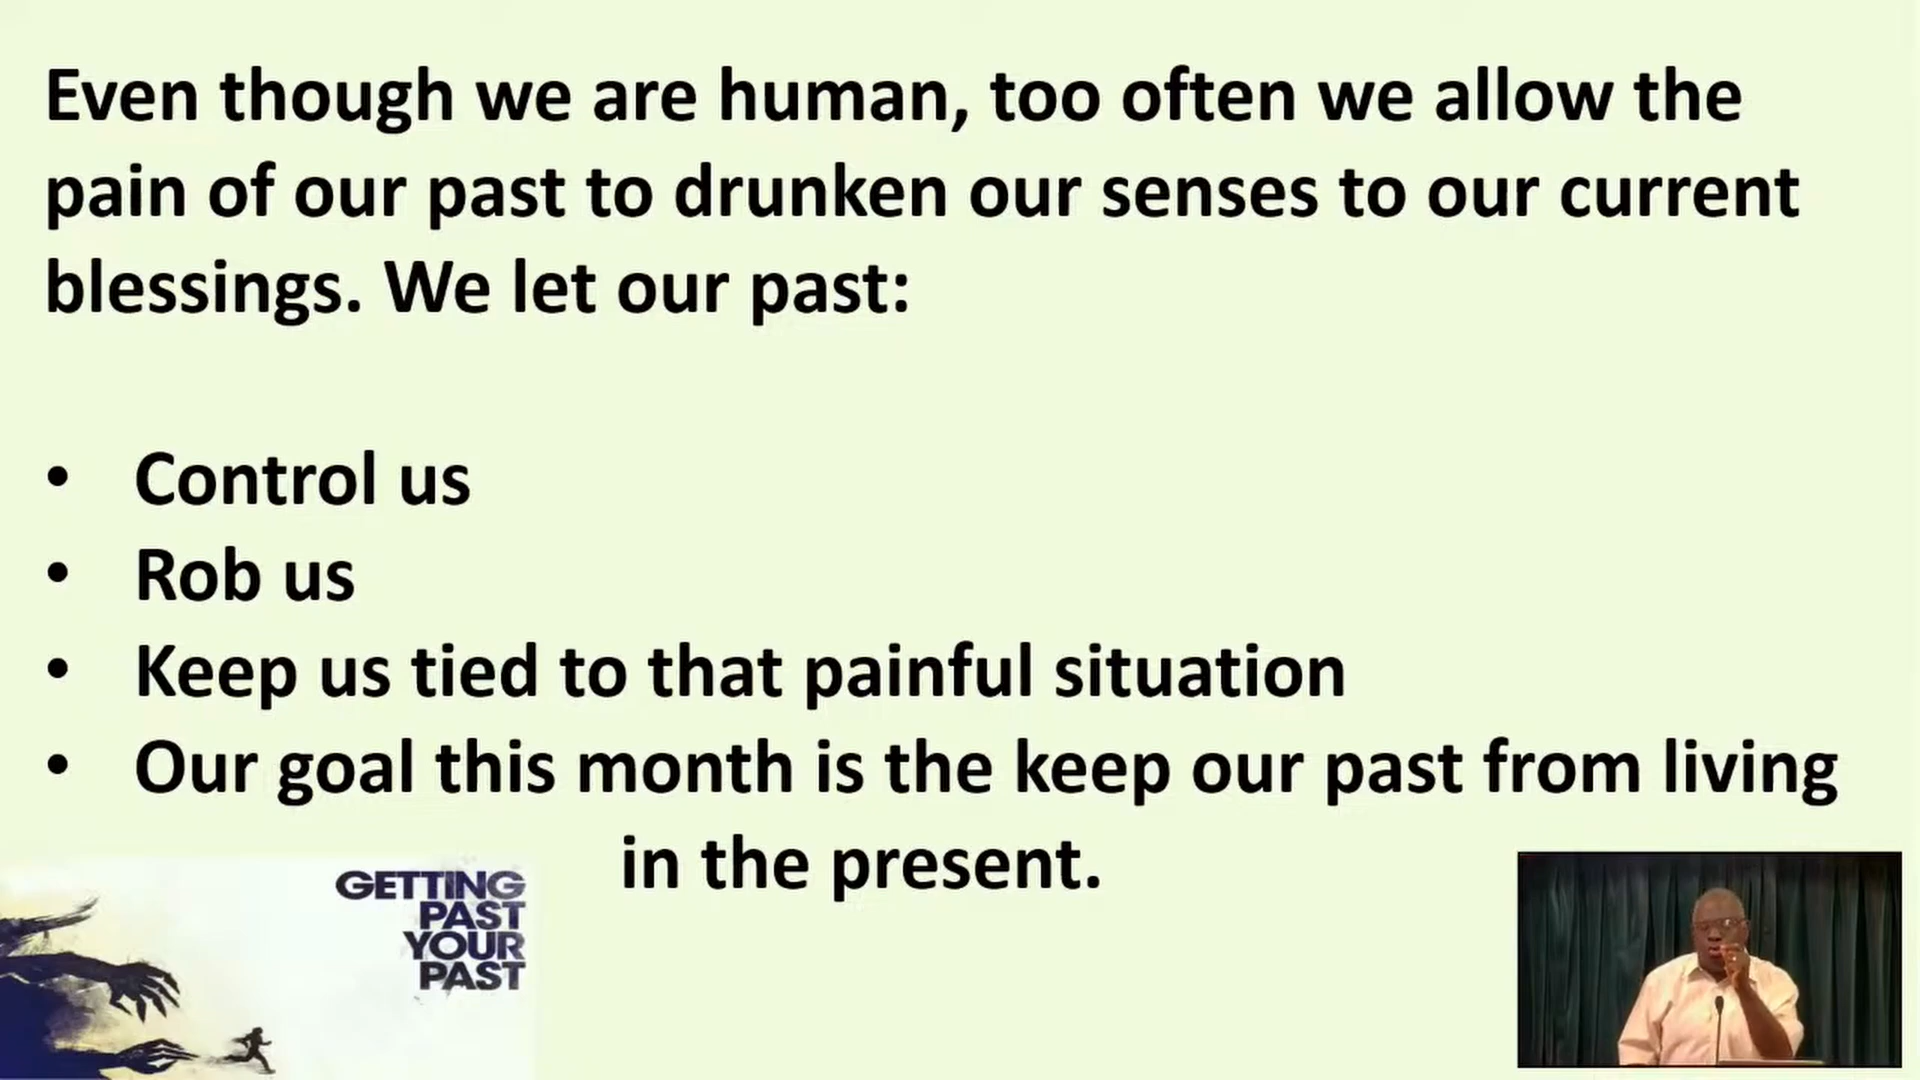 Even though we are human, too often we allow the
pain of our past to drunken our senses to our current
blessings. We let our past:
• Control us
• Rob us
• Keep us tied to that painful situation
• Our goal this month is the keep our past from living
in the present.
GETTING
PAST
YOUR
PAST